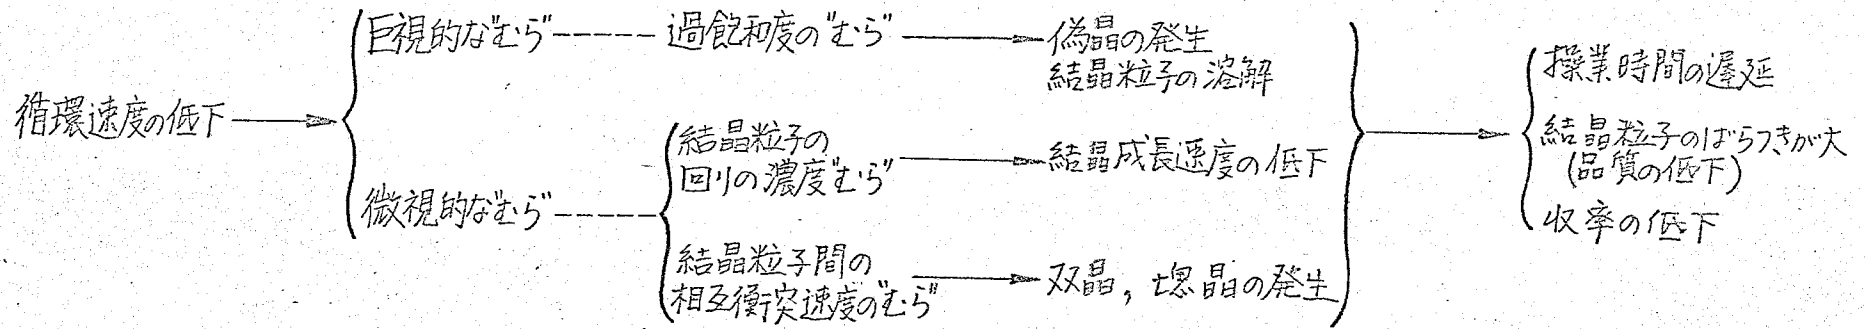 循環速度の低下
巨視的な"むら"
過飽和度の"むら"
偽晶の発生
結晶粒子の溶解
微視的な"むら"
結晶粒子の
回りの濃度"むら"
結晶成長速度の低下
結晶粒子間の
相互衝突速度の"むら"
双晶，塊晶の発生
操業時間の遅延
結晶粒子のばらつきが大
(品質の低下)
収率の低下